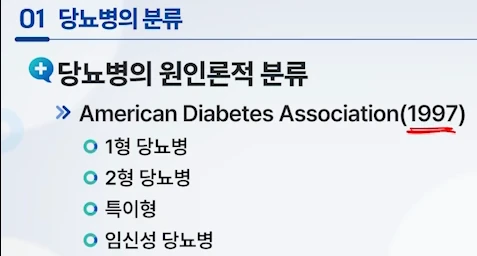 01 당뇨병의 분류
당뇨병의 원인론적 분류
American Diabetes Association(1997)
1형 당뇨병
2형 당뇨병
특이형
임신성 당뇨병